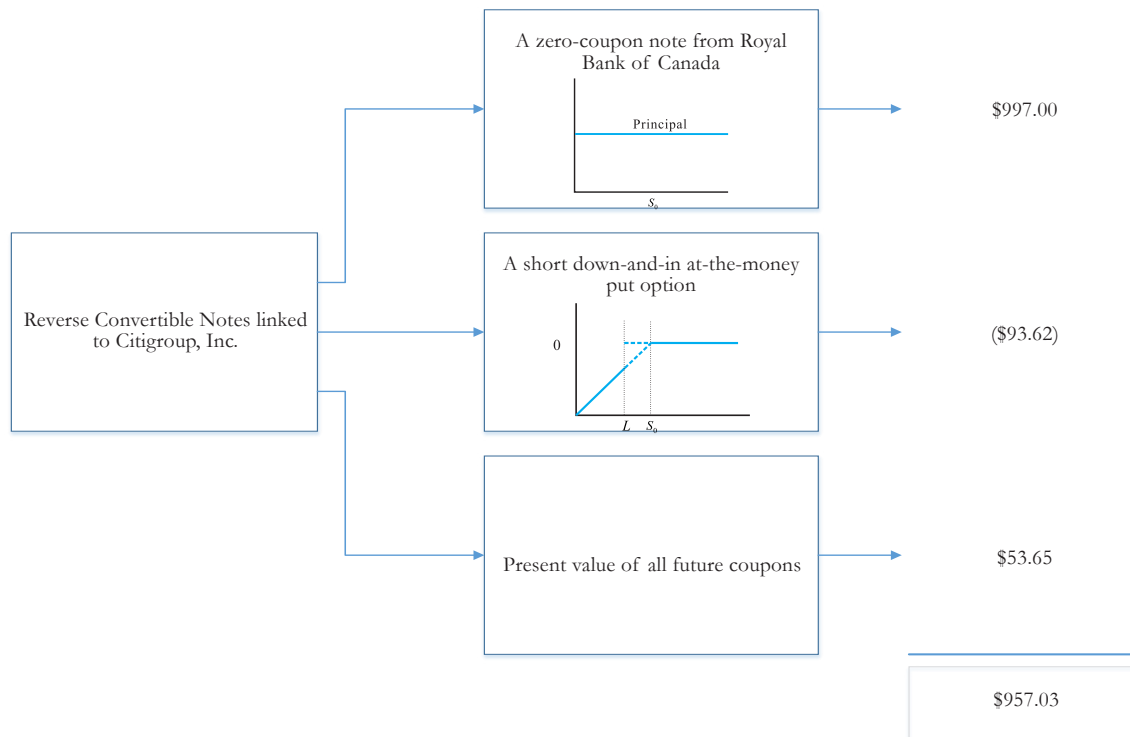 A zero-coupon note from Royal
Bank of Canada
Principal
S₀
$997.00
Reverse Convertible Notes linked
to Citigroup, Inc.
A short down-and-in at-the-money
put option
0
L S₀
($93.62)
Present value of all future coupons
$53.65
$957.03